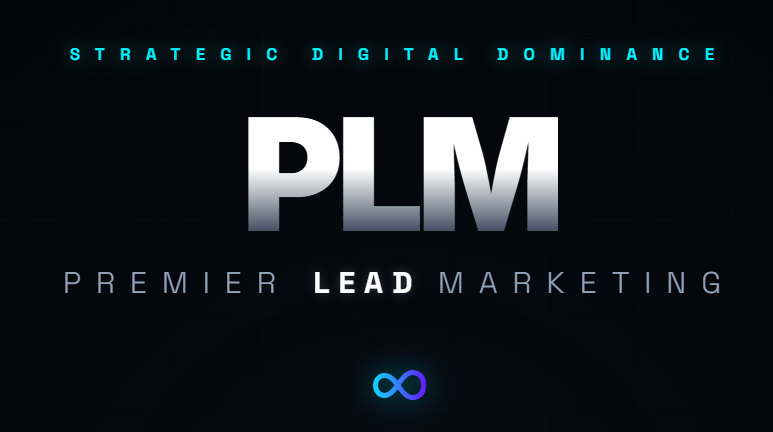 STRATEGIC DIGITAL DOMINANCE
PLM
PREMIER LEAD MARKETING